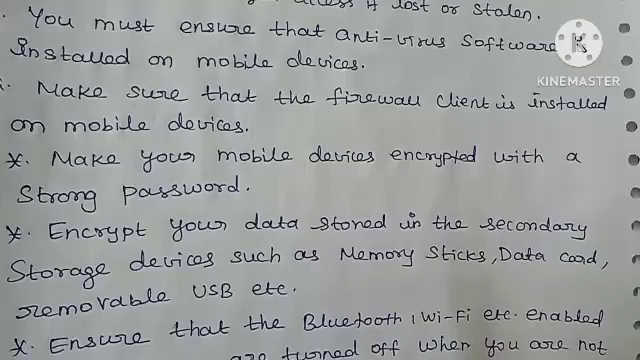 access if lost or stolen.
You must ensure that anti-virus software is
installed on mobile devices.
Make sure that the firewall client is installed
on mobile devices.
*. Make your mobile devices encrypted with a
Strong password.
*. Encrypt your data stored in the secondary
Storage devices such as Memory Sticks, Data card,
removable USB etc.
*. Ensure that the Bluetooth, Wi-Fi etc. enabled
are turned off when you are not
KINEMASTER